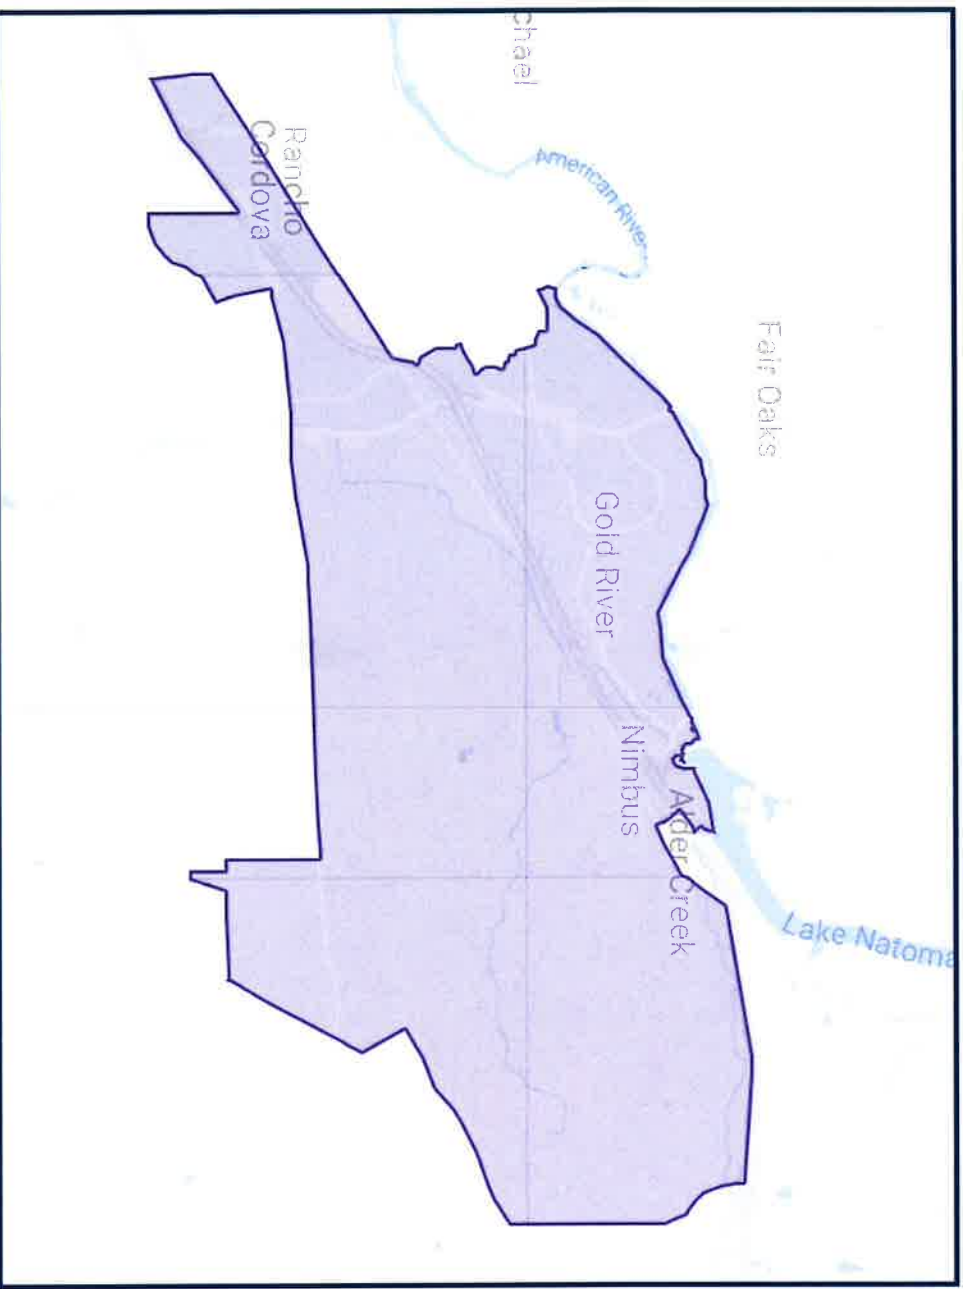 chael
American River
Rancho
Cordova
Fair Oaks
Gold River
Nimbus
Alder Creek
Lake Natoma